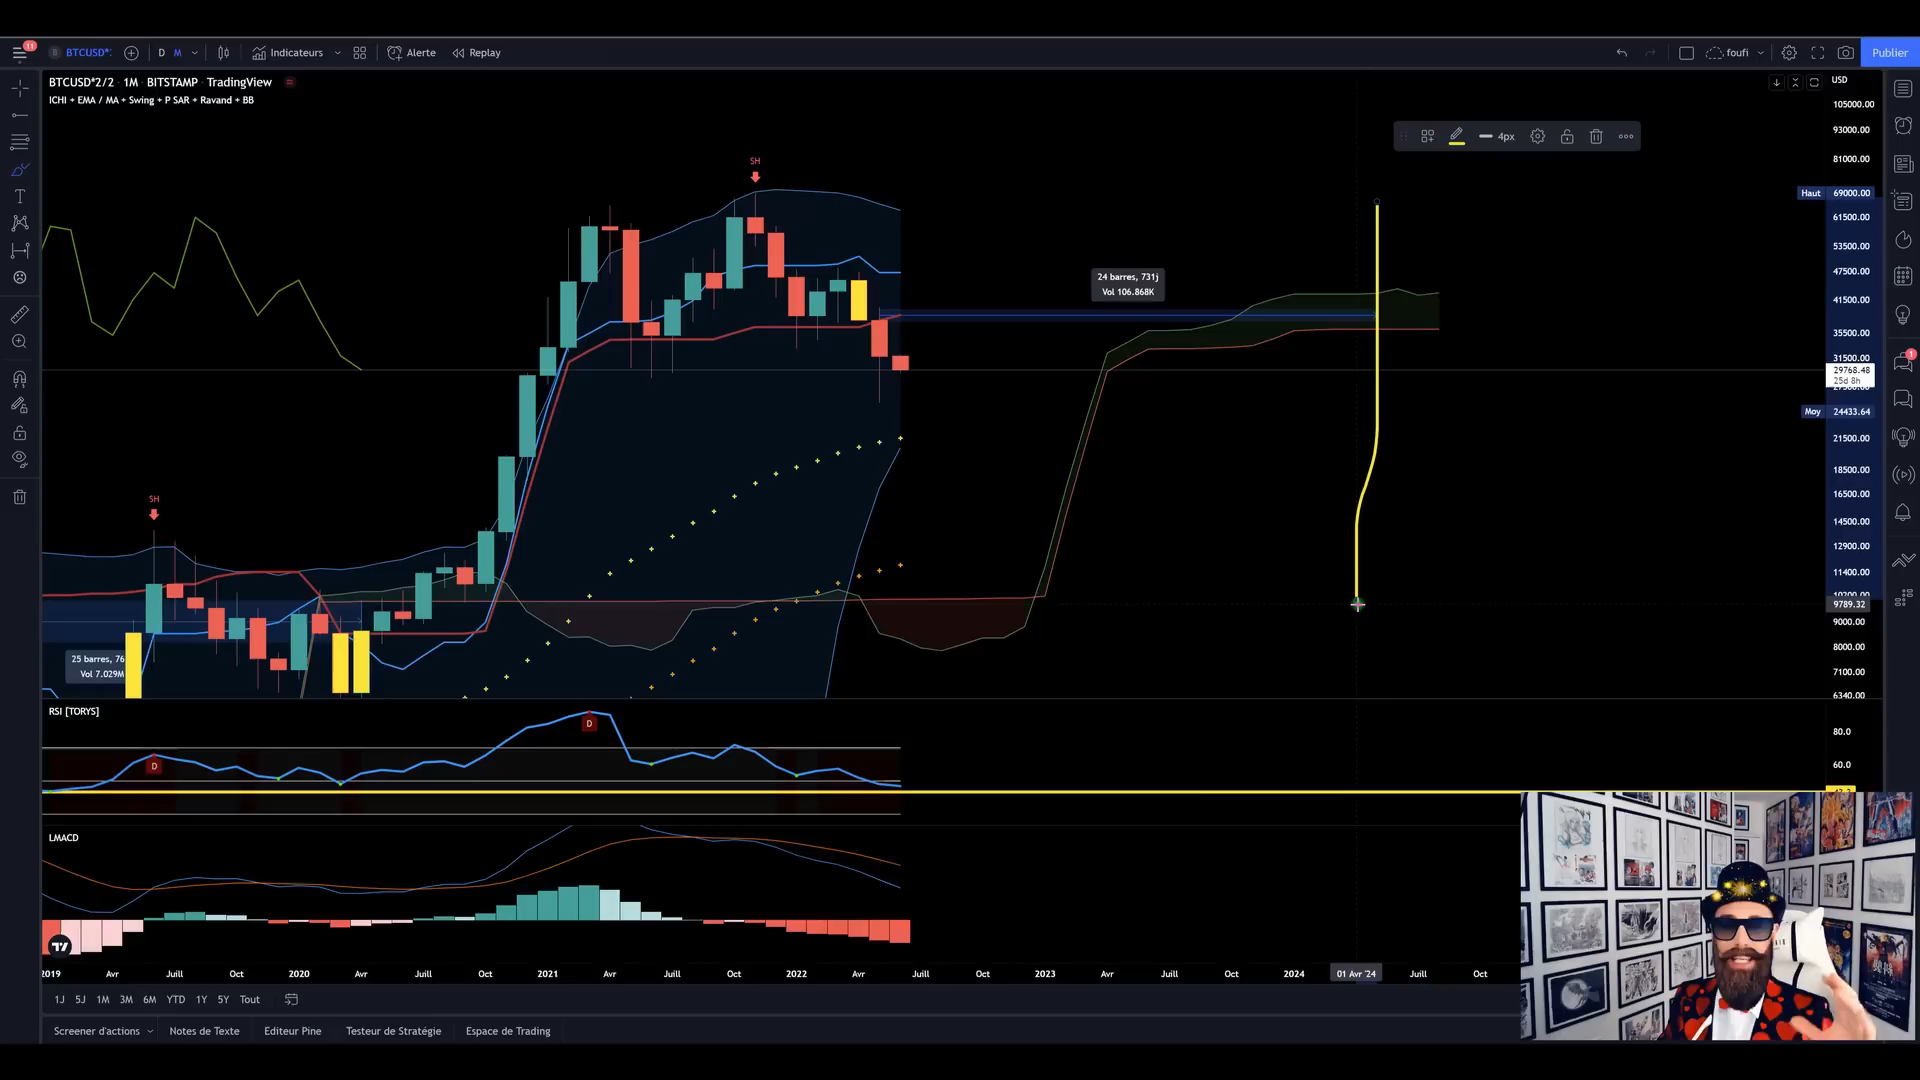 11
BTCUSD*:
D M
Indicateurs
Alerte
Replay
foufi
Publier
BTCUSD*2/2 · 1M · BITSTAMP · TradingView
USD
ICHI + EMA / MA + Swing + P SAR + Ravand + BB
105000.00
93000.00
4px
81000.00
SH
Haut 69000.00
61500.00
53500.00
24 barres, 731j
Vol 106.868K
47500.00
41500.00
35500.00
1
31500.00
29768.48
25d 8h
Moy 24433.64
21500.00
18500.00
SH
16500.00
14500.00
12900.00
11400.00
9789.32
9000.00
8000.00
25 barres, 76
Vol 7.029M
7100.00
6340.00
RSI [TORYS]
D
80.0
D
60.0
LMACD
2019 Avr Juill Oct 2020 Avr Juill Oct 2021 Avr Juill Oct 2022 Avr Juill Oct 2023 Avr Juill Oct 2024 01 Avr '24 Juill Oct
1J 5J 1M 3M 6M YTD 1Y 5Y Tout
Screener d'actions
Notes de Texte
Editeur Pine
Testeur de Stratégie
Espace de Trading